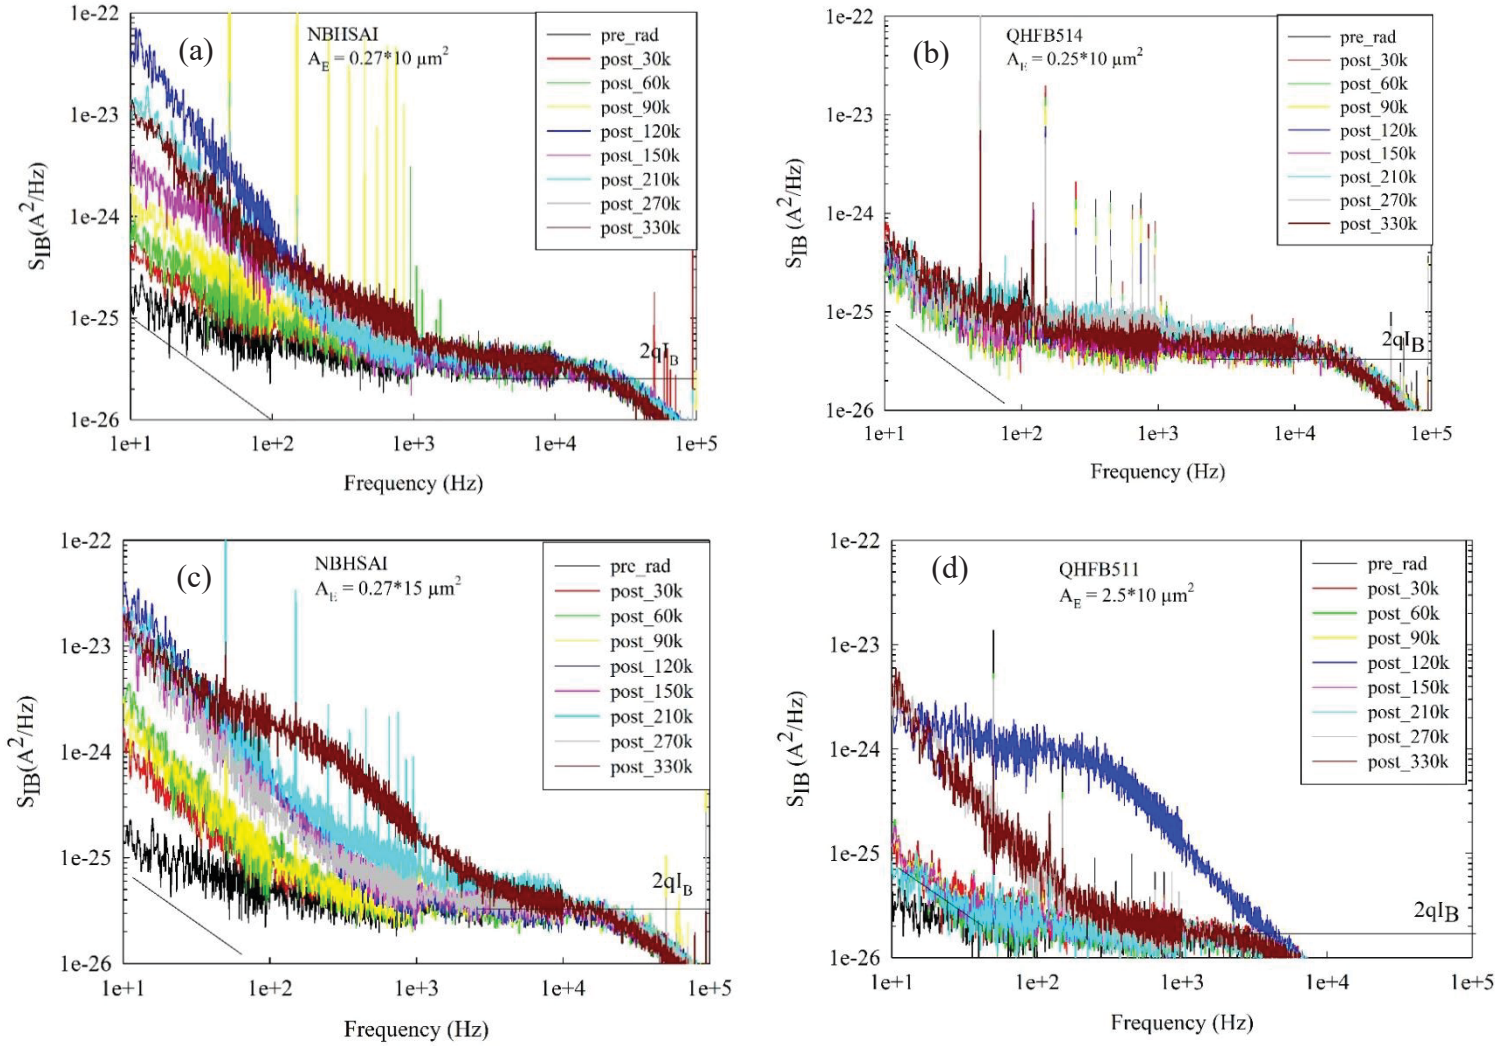 (a)
NBHSAI
A_E = 0.27*10 µm²
pre_rad
post_30k
post_60k
post_90k
post_120k
post_150k
post_210k
post_270k
post_330k
2qI_B
S_IB(A²/Hz)
1e-22
1e-23
1e-24
1e-25
1e-26
1e+1 1e+2 1e+3 1e+4 1e+5
Frequency (Hz)
(b)
QHFB514
A_E = 0.25*10 µm²
pre_rad
post_30k
post_60k
post_90k
post_120k
post_150k
post_210k
post_270k
post_330k
2qI_B
S_IB (A²/Hz)
1e-22
1e-23
1e-24
1e-25
1e-26
1e+1 1e+2 1e+3 1e+4 1e+5
Frequency (Hz)
(c)
NBHSAI
A_E = 0.27*15 µm²
pre_rad
post_30k
post_60k
post_90k
post_120k
post_150k
post_210k
post_270k
post_330k
2qI_B
S_IB(A²/Hz)
1e-22
1e-23
1e-24
1e-25
1e-26
1e+1 1e+2 1e+3 1e+4 1e+5
Frequency (Hz)
(d)
QHFB511
A_E = 2.5*10 µm²
pre_rad
post_30k
post_60k
post_90k
post_120k
post_150k
post_210k
post_270k
post_330k
2qI_B
S_IB (A²/Hz)
1e-22
1e-23
1e-24
1e-25
1e-26
1e+1 1e+2 1e+3 1e+4 1e+5
Frequency (Hz)